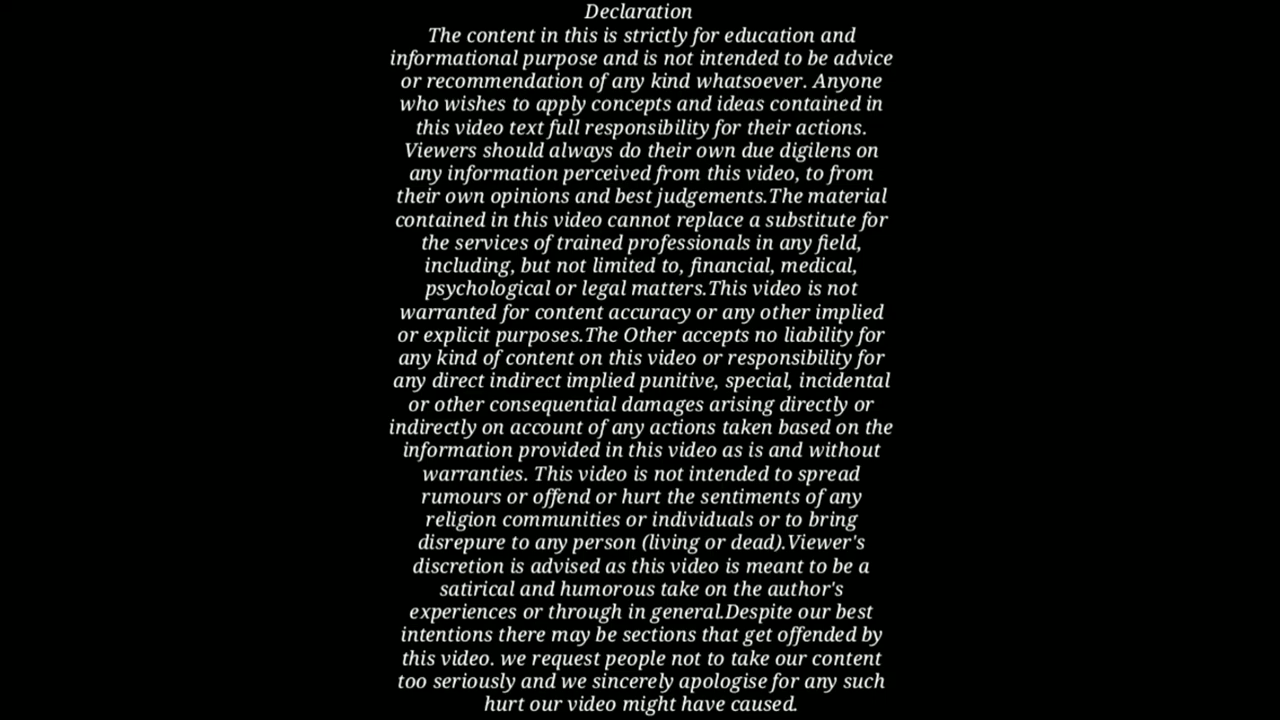 Declaration
The content in this is strictly for education and
informational purpose and is not intended to be advice
or recommendation of any kind whatsoever. Anyone
who wishes to apply concepts and ideas contained in
this video text full responsibility for their actions.
Viewers should always do their own due digilens on
any information perceived from this video, to from
their own opinions and best judgements.The material
contained in this video cannot replace a substitute for
the services of trained professionals in any field,
including, but not limited to, financial, medical,
psychological or legal matters.This video is not
warranted for content accuracy or any other implied
or explicit purposes.The Other accepts no liability for
any kind of content on this video or responsibility for
any direct indirect implied punitive, special, incidental
or other consequential damages arising directly or
indirectly on account of any actions taken based on the
information provided in this video as is and without
warranties. This video is not intended to spread
rumours or offend or hurt the sentiments of any
religion communities or individuals or to bring
disrepure to any person (living or dead).Viewer's
discretion is advised as this video is meant to be a
satirical and humorous take on the author's
experiences or through in general.Despite our best
intentions there may be sections that get offended by
this video. we request people not to take our content
too seriously and we sincerely apologise for any such
hurt our video might have caused.